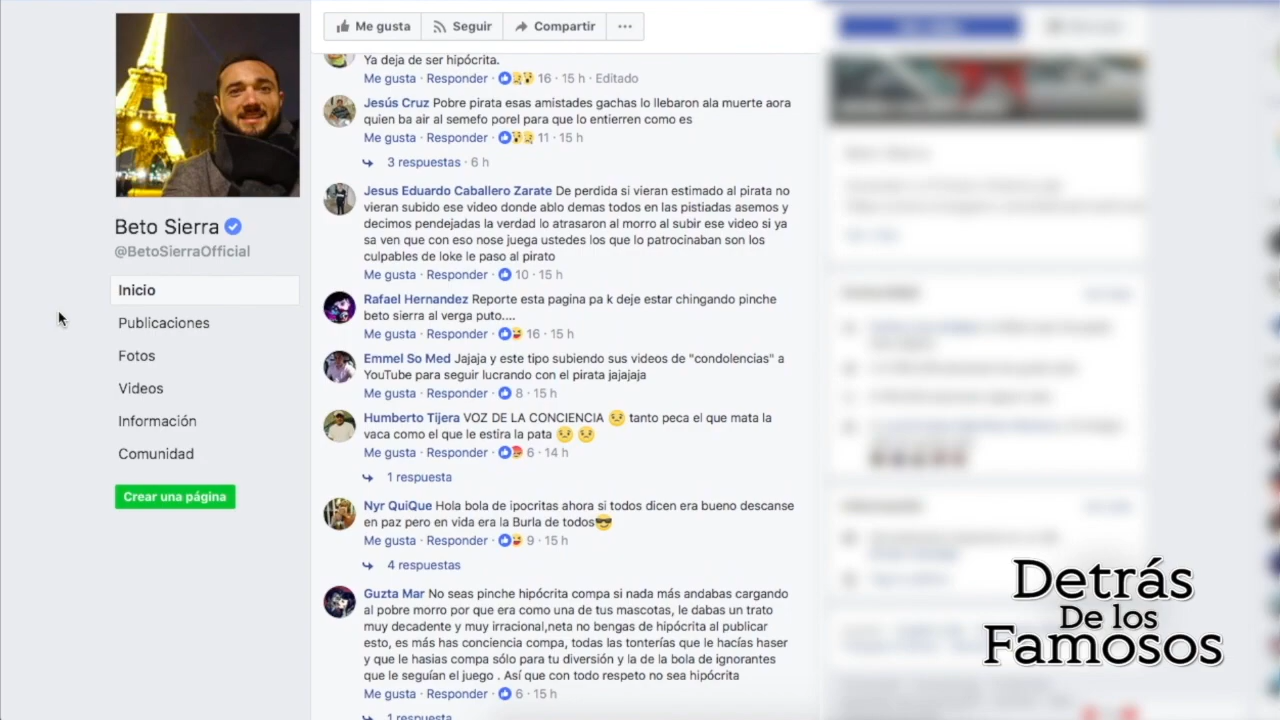 Me gusta Seguir Compartir ...
Ya deja de ser hipócrita.
Me gusta · Responder · 16 · 15 h · Editado
Jesús Cruz Pobre pirata esas amistades gachas lo llebaron ala muerte aora
quien ba air al semefo porel para que lo entierren como es
Me gusta · Responder · 11 · 15 h
3 respuestas · 6 h
Jesus Eduardo Caballero Zarate De perdida si vieran estimado al pirata no
vieran subido ese video donde ablo demas todos en las pistiadas asemos y
decimos pendejadas la verdad lo atrasaron al morro al subir ese video si ya
sa ven que con eso nose juega ustedes los que lo patrocinaban son los
culpables de loke le paso al pirato
Me gusta · Responder · 10 · 15 h
Rafael Hernandez Reporte esta pagina pa k deje estar chingando pinche
beto sierra al verga puto....
Me gusta · Responder · 16 · 15 h
Emmel So Med Jajaja y este tipo subiendo sus videos de "condolencias" a
YouTube para seguir lucrando con el pirata jajajaja
Me gusta · Responder · 8 · 15 h
Humberto Tijera VOZ DE LA CONCIENCIA 😒 tanto peca el que mata la
vaca como el que le estira la pata 😒 😒
Me gusta · Responder · 6 · 14 h
1 respuesta
Nyr QuiQue Hola bola de ipocritas ahora si todos dicen era bueno descanse
en paz pero en vida era la Burla de todos😎
Me gusta · Responder · 9 · 15 h
4 respuestas
Guzta Mar No seas pinche hipócrita compa si nada más andabas cargando
al pobre morro por que era como una de tus mascotas, le dabas un trato
muy decadente y muy irracional,neta no bengas de hipócrita al publicar
esto, es más has conciencia compa, todas las tonterías que le hacías haser
y que le hasias compa sólo para tu diversión y la de la bola de ignorantes
que le seguían el juego . Así que con todo respeto no sea hipócrita
Me gusta · Responder · 6 · 15 h
1 respuesta
Beto Sierra
@BetoSierraOfficial
Inicio
Publicaciones
Fotos
Videos
Información
Comunidad
Crear una página
Detrás
De los
Famosos